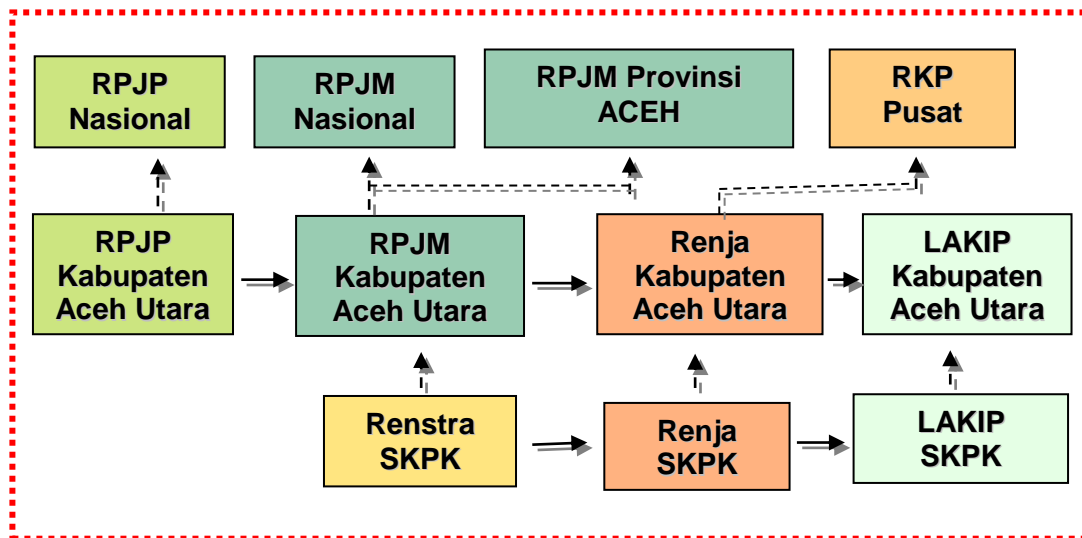 RPJP
Nasional
RPJM
Nasional
RPJM Provinsi
ACEH
RKP
Pusat
RPJP
Kabupaten
Aceh Utara
RPJM
Kabupaten
Aceh Utara
Renja
Kabupaten
Aceh Utara
LAKIP
Kabupaten
Aceh Utara
Renstra
SKPK
Renja
SKPK
LAKIP
SKPK